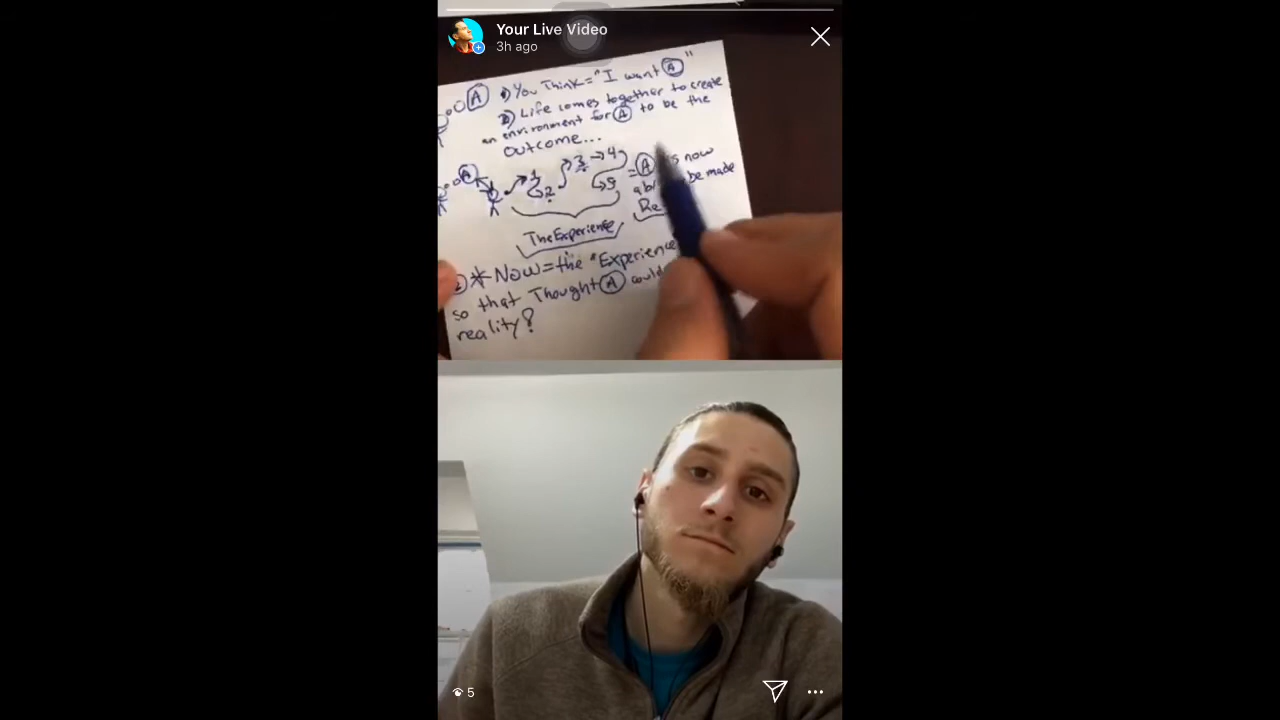 Your Live Video
3h ago
A 1) You Think = "I want A"
2) Life comes together to create
an environment for A to be the
outcome...
A 1 2 3 4 5 = A is now
be made
The Experience
* Now = the "Experience
so that Thought A could
reality?
5